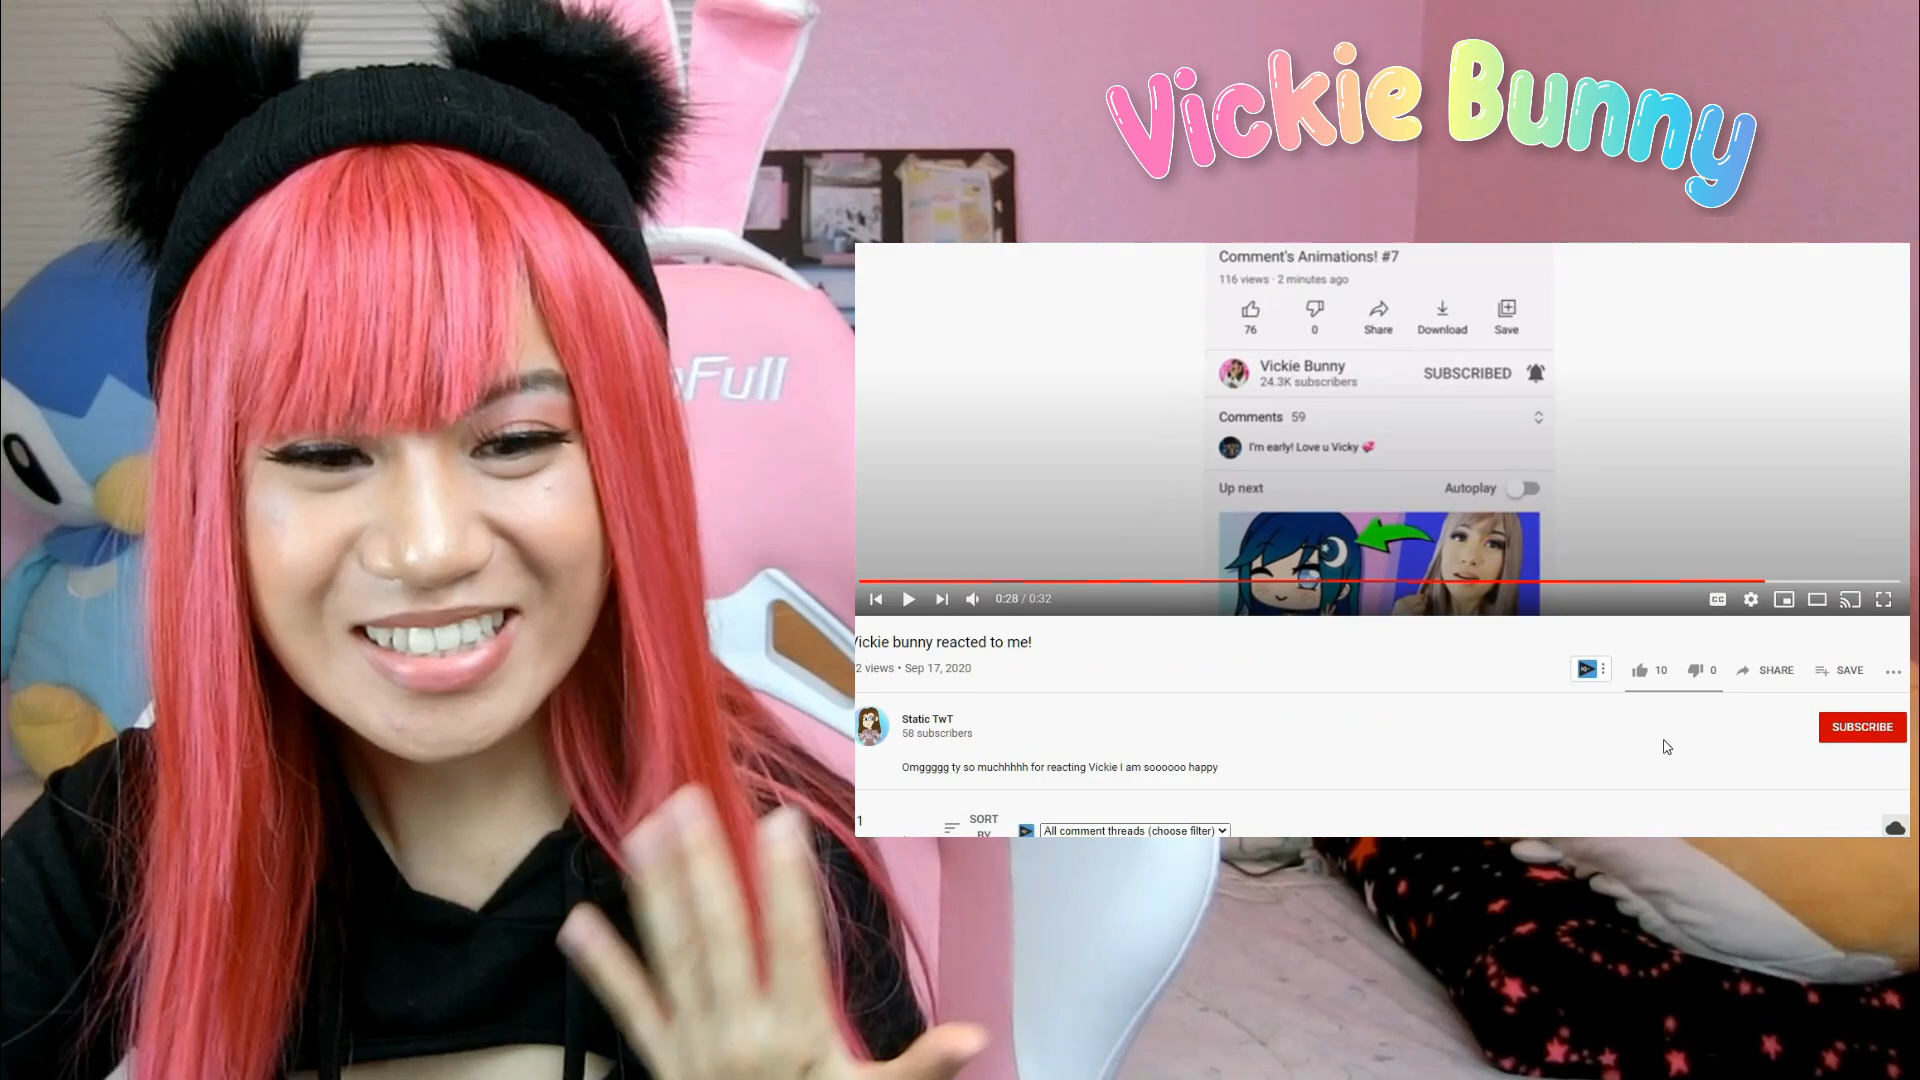 Vickie Bunny
Full
Comment's Animations! #7
116 views · 2 minutes ago
76
0
Share
Download
Save
Vickie Bunny
24.3K subscribers
SUBSCRIBED
Comments 59
I'm early! Love u Vicky
Up next
Autoplay
0:28 / 0:32
CC
Vickie bunny reacted to me!
2 views • Sep 17, 2020
10
0
SHARE
SAVE
Static TwT
58 subscribers
SUBSCRIBE
Omggggg ty so muchhhhh for reacting Vickie I am soooooo happy
1
SORT
BY
All comment threads (choose filter)